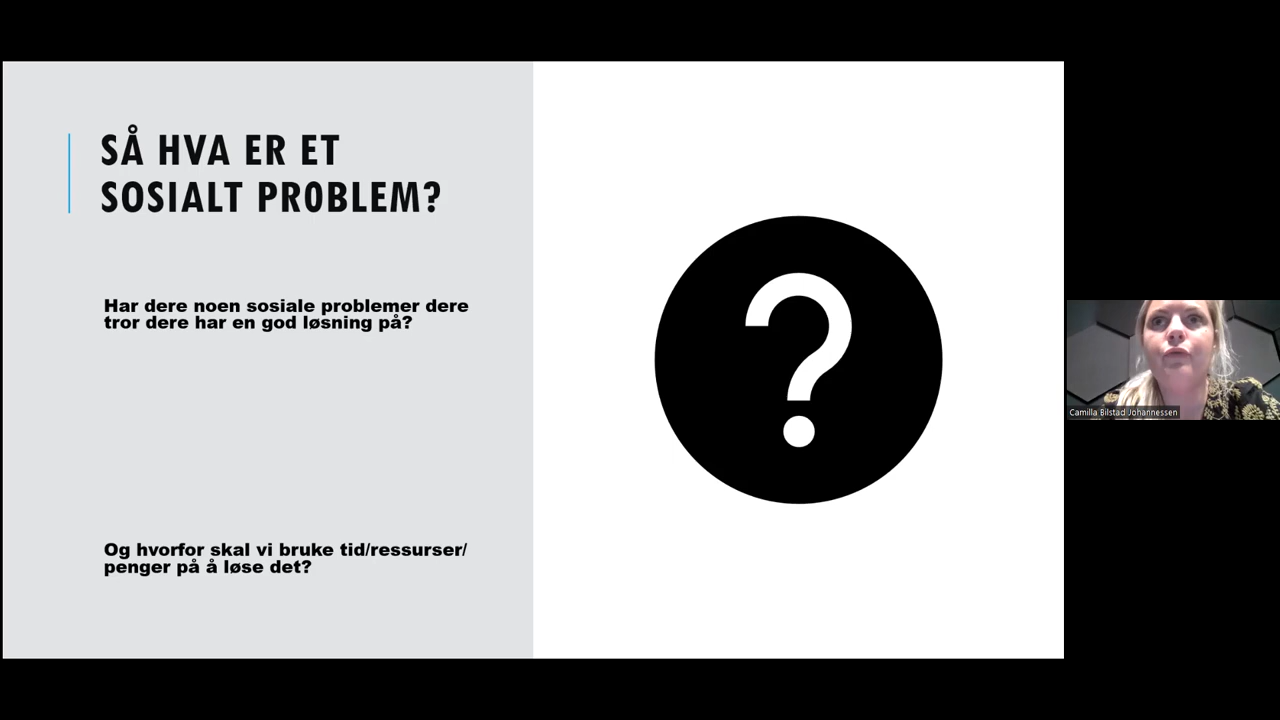 SÅ HVA ER ET
SOSIALT PROBLEM?
Har dere noen sosiale problemer dere
tror dere har en god løsning på?
Og hvorfor skal vi bruke tid/ressurser/
penger på å løse det?
?
Camilla Bilstad Johannessen